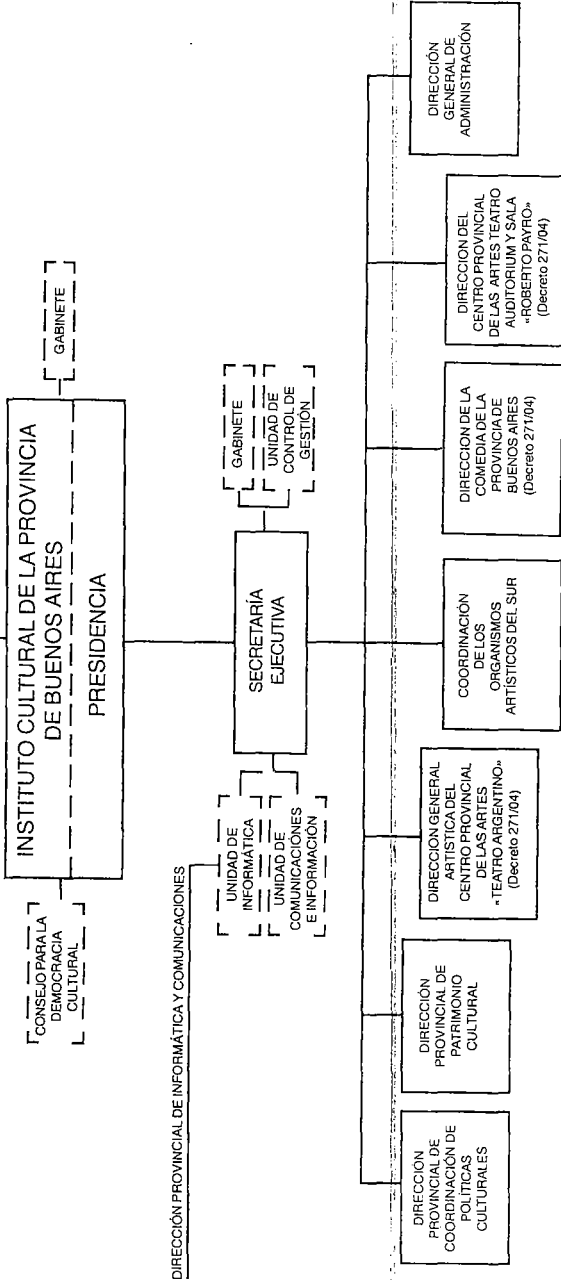 INSTITUTO CULTURAL DE LA PROVINCIA
DE BUENOS AIRES
PRESIDENCIA
CONSEJO PARA LA
DEMOCRACIA
CULTURAL
GABINETE
SECRETARÍA
EJECUTIVA
DIRECCIÓN PROVINCIAL DE INFORMÁTICA Y COMUNICACIONES
UNIDAD DE
INFORMÁTICA
UNIDAD DE
COMUNICACIÓNES
E INFORMACIÓN
GABINETE
UNIDAD DE
CONTROL DE
GESTIÓN
DIRECCIÓN
PROVINCIAL DE
COORDINACIÓN DE
POLÍTICAS
CULTURALES
DIRECCIÓN
PROVINCIAL DE
PATRIMONIO
CULTURAL
DIRECCION GENERAL
ARTISTICA DEL
CENTRO PROVINCIAL
DE LAS ARTES
«TEATRO ARGENTINO»
(Decreto 271/04)
COORDINACIÓN
DE LOS
ORGANISMOS
ARTÍSTICOS DEL SUR
DIRECCION DE LA
COMEDIA DE LA
PROVINCIA DE
BUENOS AIRES
(Decreto 271/04)
DIRECCION DEL
CENTRO PROVINCIAL
DE LAS ARTES TEATRO
AUDITORIUM Y SALA
«ROBERTO PAYRO»
(Decreto 271/04)
DIRECCIÓN
GENERAL DE
ADMINISTRACIÓN